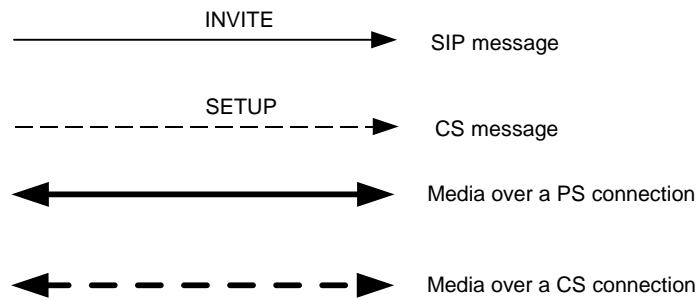 INVITE
SIP message
SETUP
CS message
Media over a PS connection
Media over a CS connection